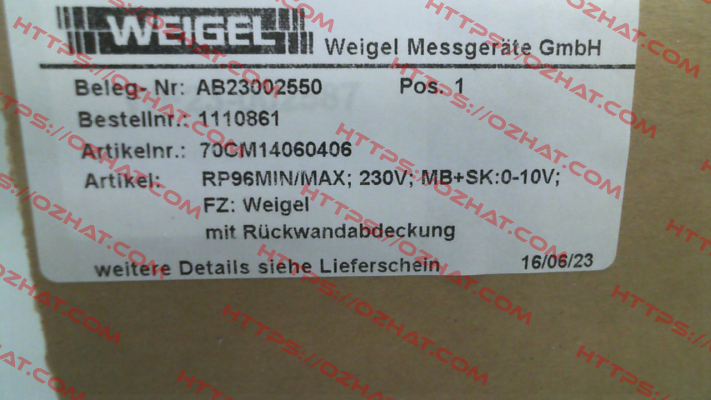 WEIGEL Weigel Messgeräte GmbH
Beleg-Nr: AB23002550 Pos. 1
Bestellnr.: 1110861
Artikelnr.: 70CM14060406
Artikel: RP96MIN/MAX; 230V; MB+SK:0-10V;
FZ: Weigel
mit Rückwandabdeckung
weitere Details siehe Lieferschein 16/06/23
HTTPS://OZHAT.COM